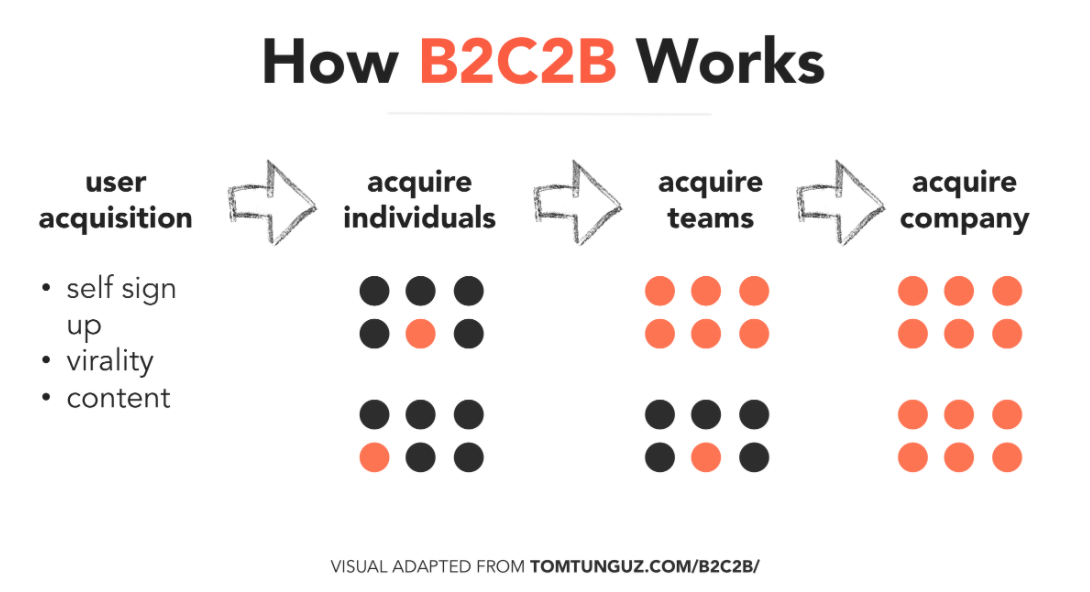 How B2C2B Works
user
acquisition
• self sign
up
• virality
• content
acquire
individuals
acquire
teams
acquire
company
VISUAL ADAPTED FROM TOMTUNGUZ.COM/B2C2B/